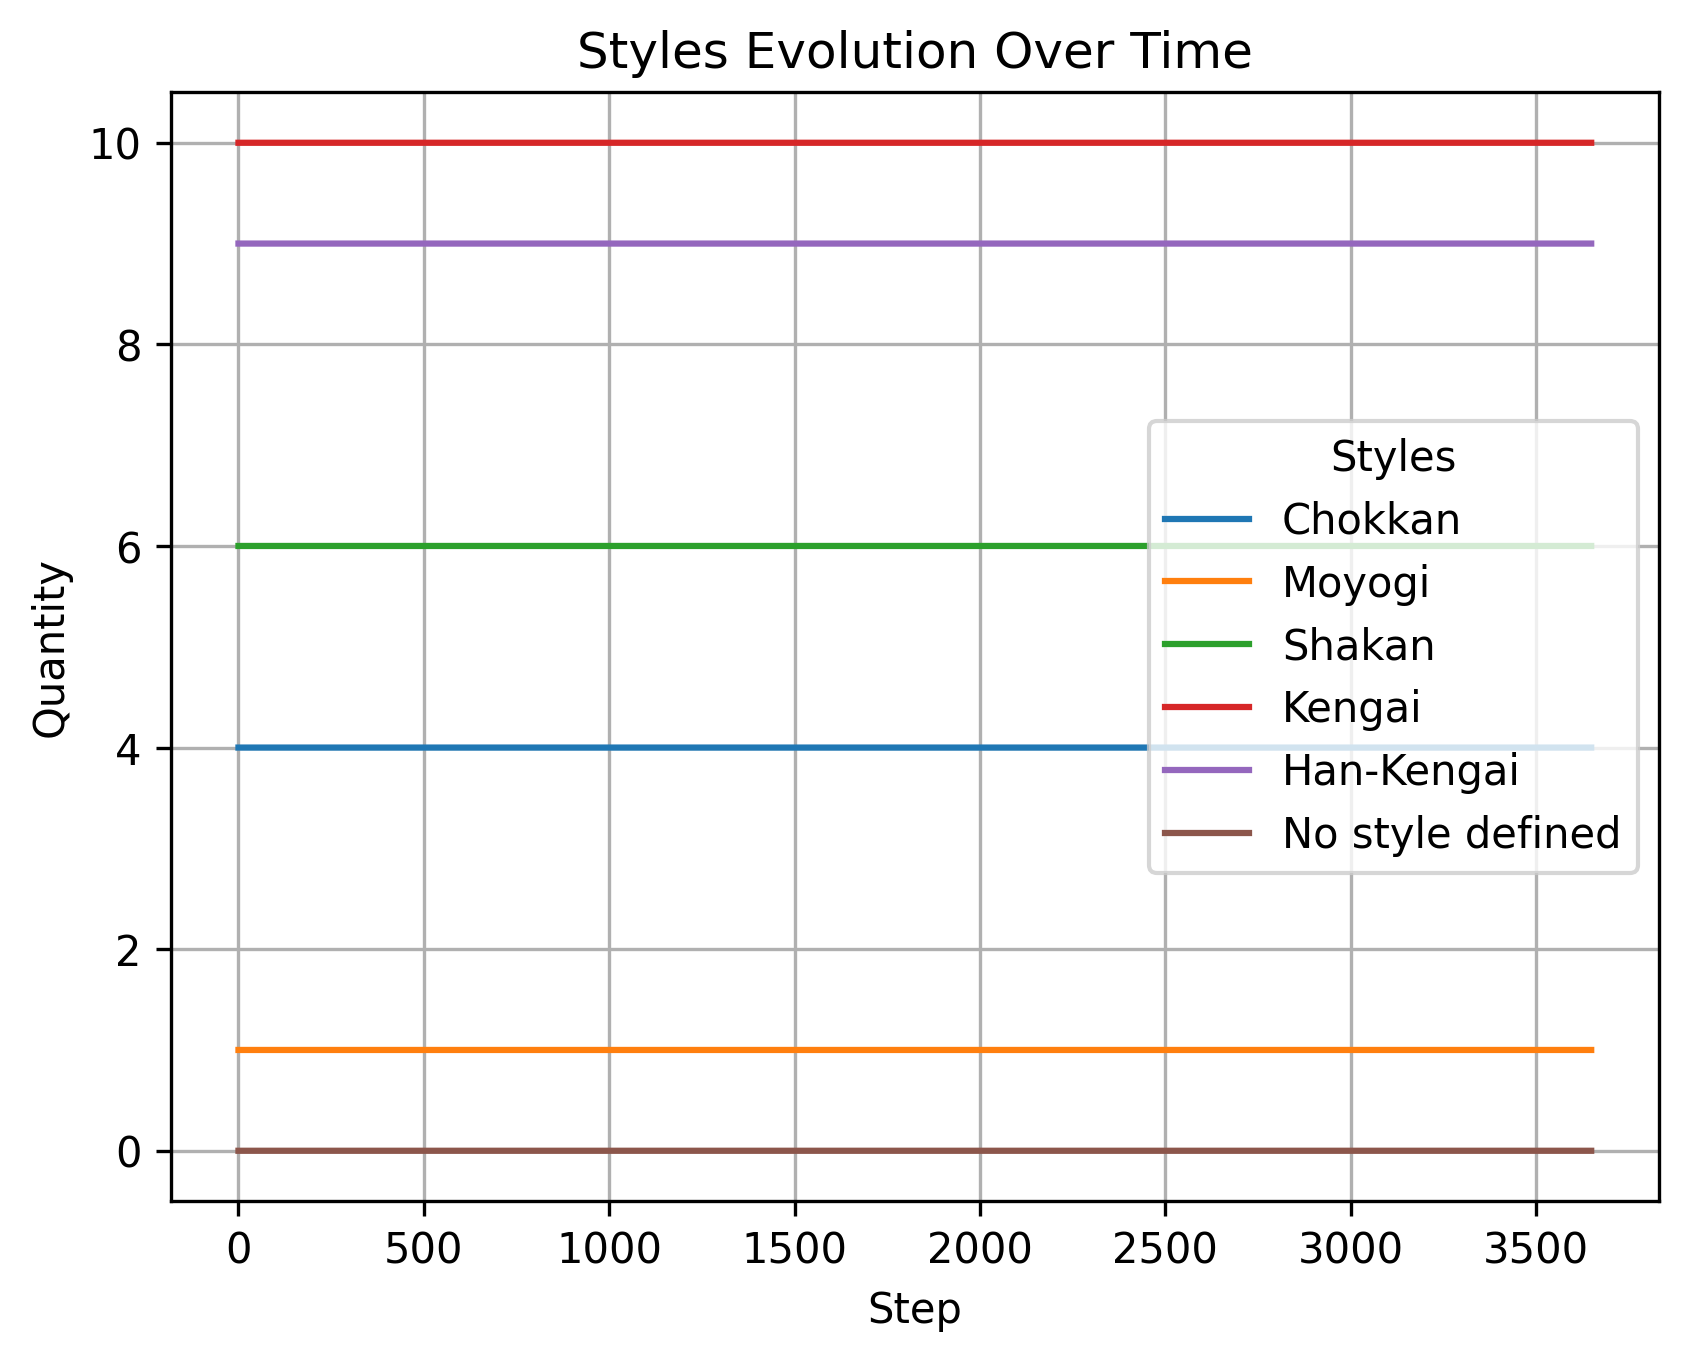 Styles Evolution Over Time
10
8
6
4
2
0
Quantity
Styles
Chokkan
Moyogi
Shakan
Kengai
Han-Kengai
No style defined
0 500 1000 1500 2000 2500 3000 3500
Step